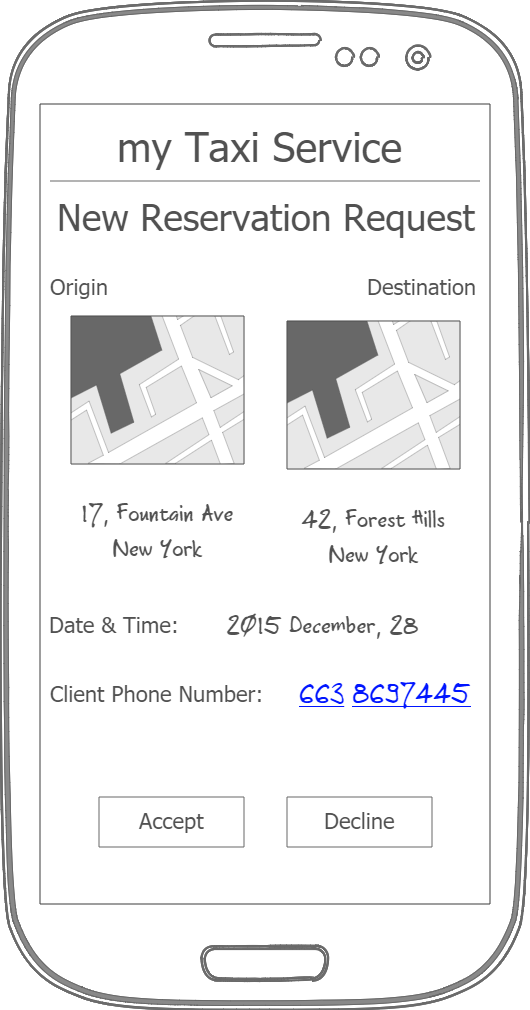 my Taxi Service
New Reservation Request
Origin Destination
17, Fountain Ave
New York
42, Forest Hills
New York
Date & Time: 2015 December, 28
Client Phone Number: 663 8697445
Accept Decline